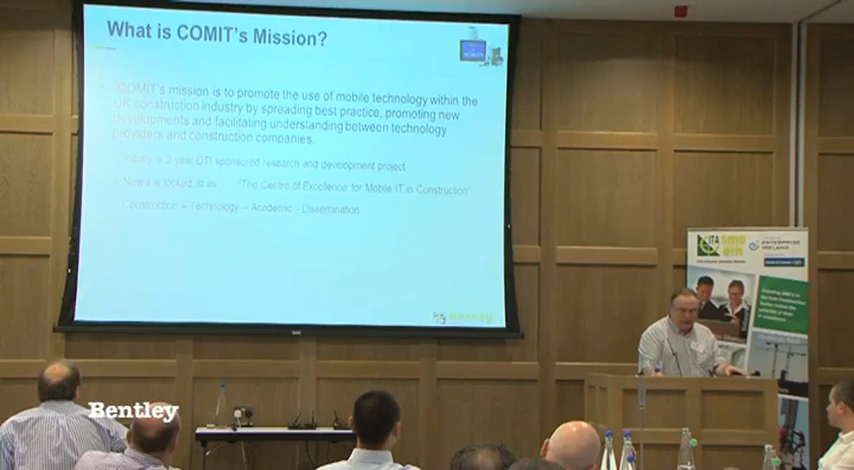 What is COMIT's Mission?
"COMIT's mission is to promote the use of mobile technology within the
UK construction industry by spreading best practice, promoting new
developments and facilitating understanding between technology
providers and construction companies.
Initially a 2-year DTI sponsored research and development project
Now it is looked at as.. "The Centre of Excellence for Mobile IT in Construction"
Construction – Technology – Academic - Dissemination
Bentley
ITA
sme
ENTERPRISE
IRELAND
Bentley